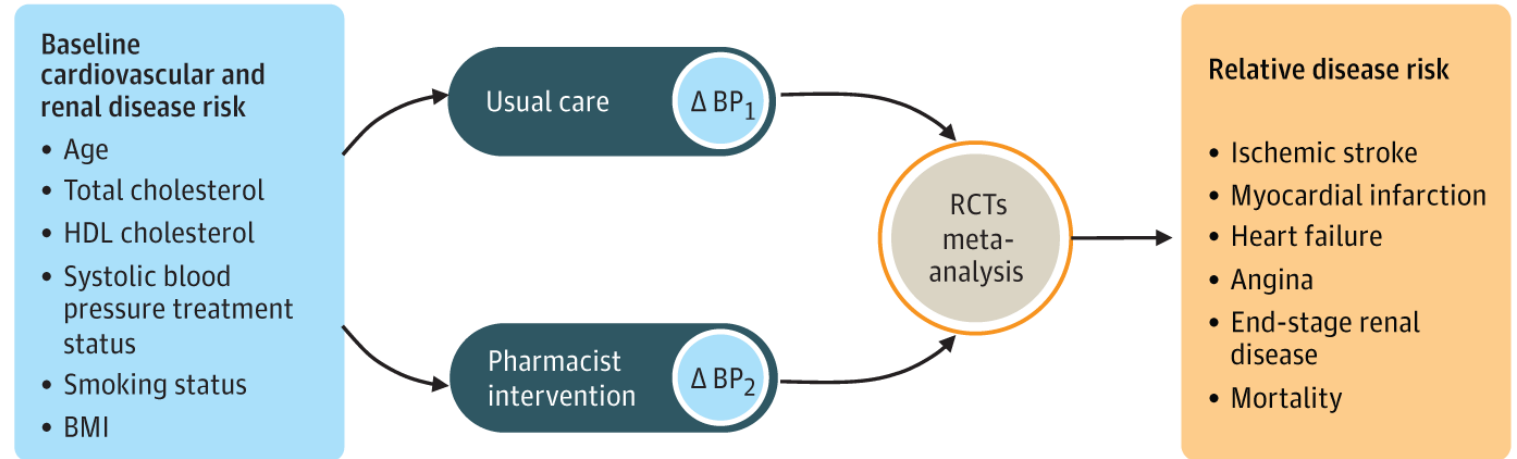 Baseline
cardiovascular and
renal disease risk
• Age
• Total cholesterol
• HDL cholesterol
• Systolic blood
pressure treatment
status
• Smoking status
• BMI
Usual care
Δ BP1
Pharmacist
intervention
Δ BP2
RCTs
meta-
analysis
Relative disease risk
• Ischemic stroke
• Myocardial infarction
• Heart failure
• Angina
• End-stage renal
disease
• Mortality